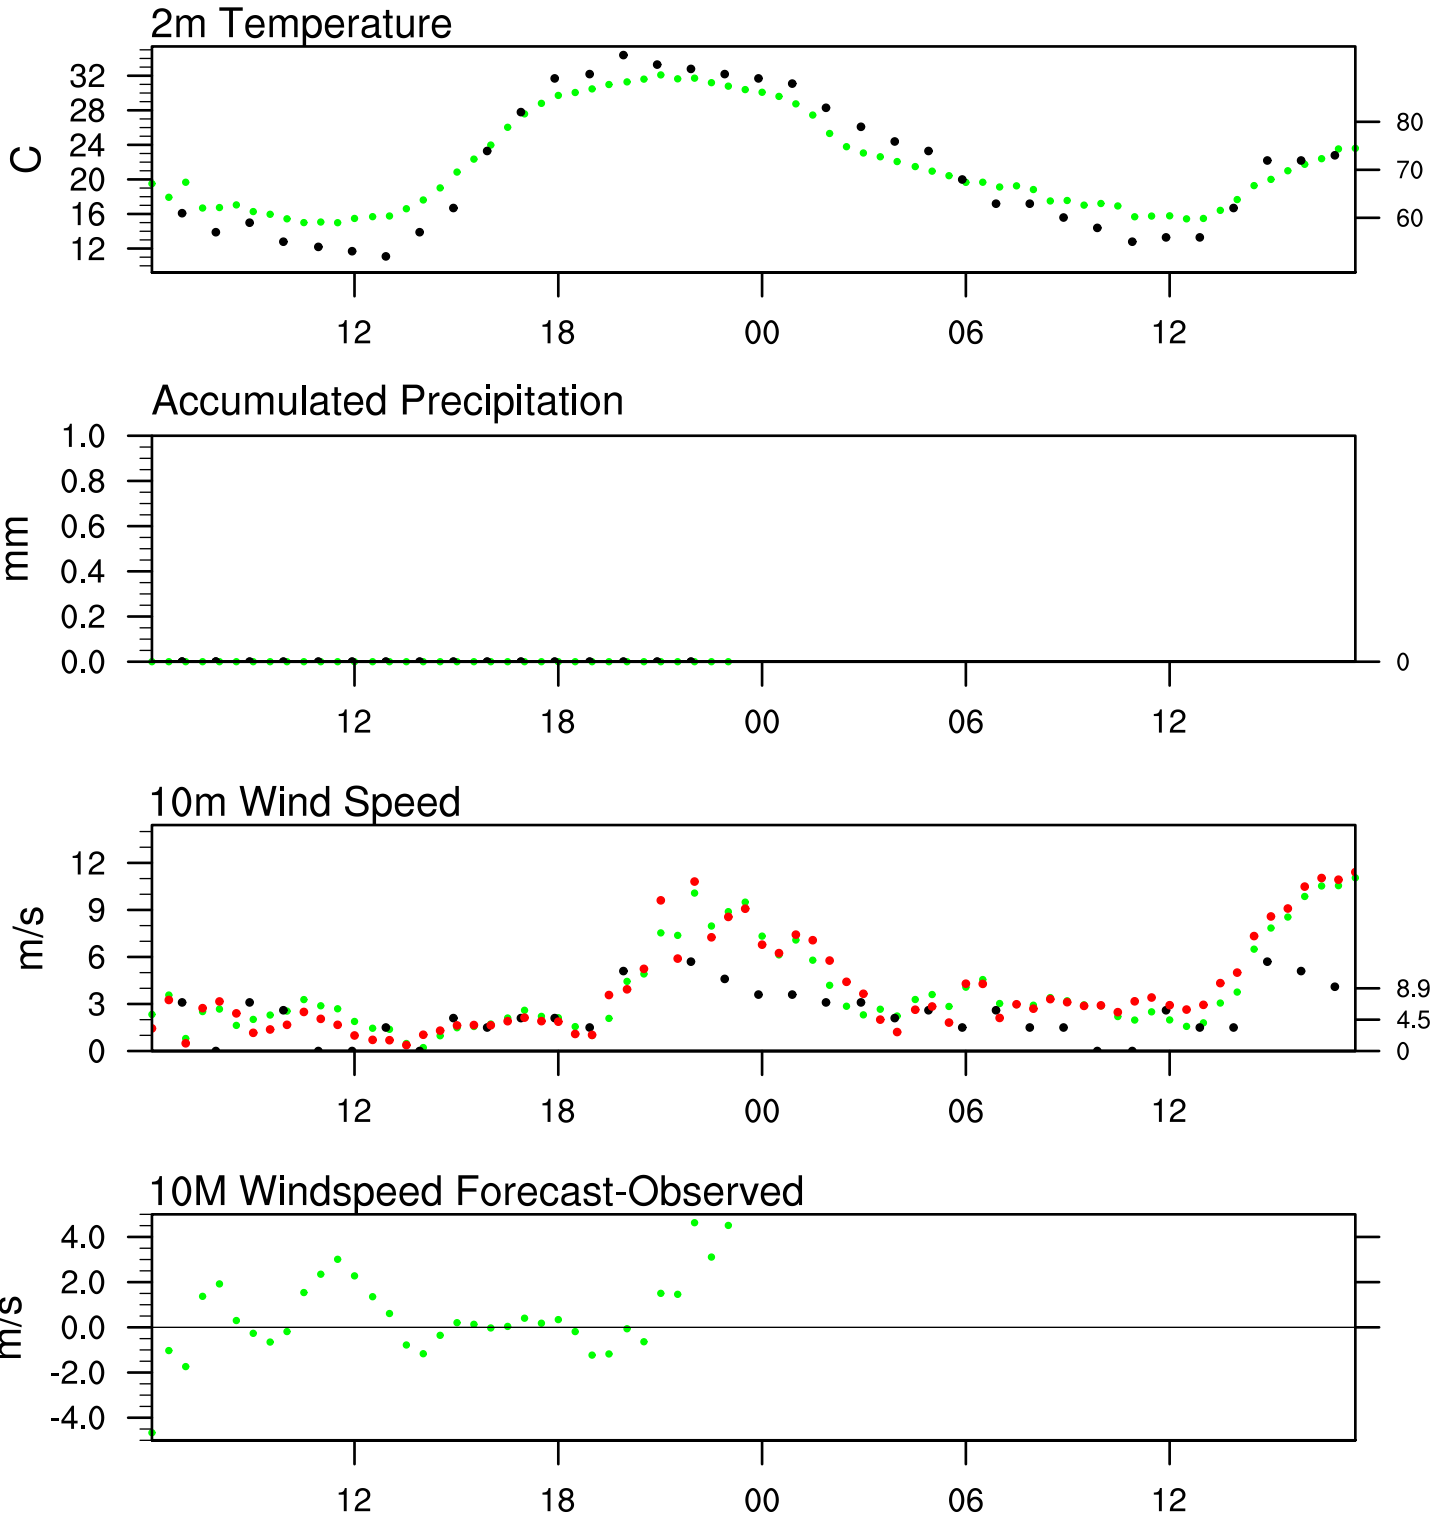 2m Temperature
32
28
24
20
16
12
C
80
70
60
12 18 00 06 12
Accumulated Precipitation
1.0
0.8
0.6
0.4
0.2
0.0
mm
0
12 18 00 06 12
10m Wind Speed
12
9
6
3
0
m/s
8.9
4.5
0
12 18 00 06 12
10M Windspeed Forecast-Observed
4.0
2.0
0.0
-2.0
-4.0
m/s
12 18 00 06 12